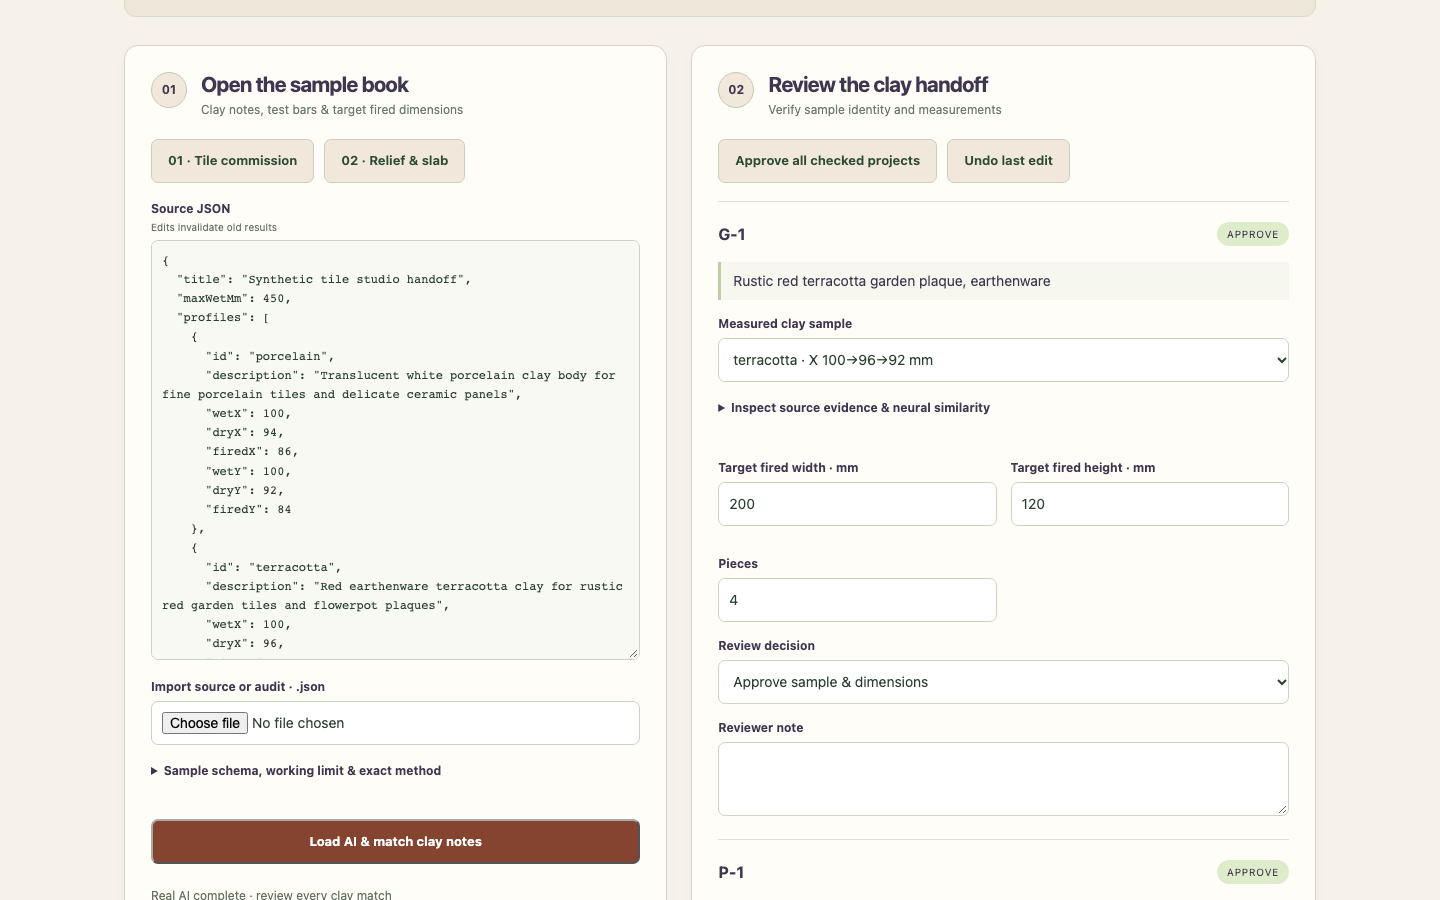 01
Open the sample book
Clay notes, test bars & target fired dimensions
01 · Tile commission
02 · Relief & slab
Source JSON
Edits invalidate old results
{
"title": "Synthetic tile studio handoff",
"maxWetMm": 450,
"profiles": [
{
"id": "porcelain",
"description": "Translucent white porcelain clay body for
fine porcelain tiles and delicate ceramic panels",
"wetX": 100,
"dryX": 94,
"firedX": 86,
"wetY": 100,
"dryY": 92,
"firedY": 84
},
{
"id": "terracotta",
"description": "Red earthenware terracotta clay for rustic
red garden tiles and flowerpot plaques",
"wetX": 100,
"dryX": 96,
Import source or audit · .json
Choose file No file chosen
▶ Sample schema, working limit & exact method
Load AI & match clay notes
Real AI complete · review every clay match
02
Review the clay handoff
Verify sample identity and measurements
Approve all checked projects
Undo last edit
G-1
APPROVE
Rustic red terracotta garden plaque, earthenware
Measured clay sample
terracotta · X 100→96→92 mm
▶ Inspect source evidence & neural similarity
Target fired width · mm
Target fired height · mm
200
120
Pieces
4
Review decision
Approve sample & dimensions
Reviewer note
P-1
APPROVE